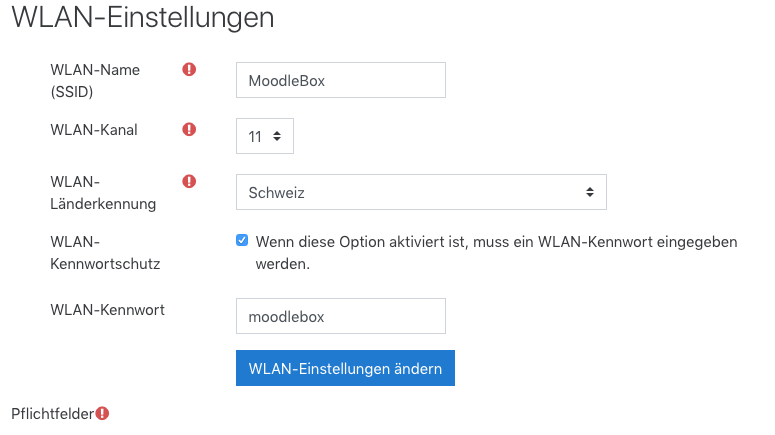 WLAN-Einstellungen
WLAN-Name
(SSID)
MoodleBox
WLAN-Kanal
11
WLAN-
Länderkennung
Schweiz
WLAN-
Kennwortschutz
Wenn diese Option aktiviert ist, muss ein WLAN-Kennwort eingegeben
werden.
WLAN-Kennwort
moodlebox
WLAN-Einstellungen ändern
Pflichtfelder